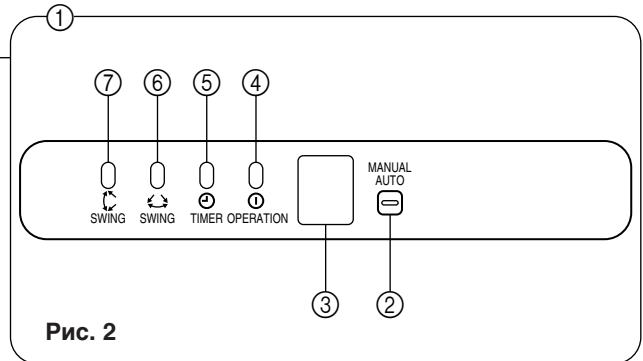 ①
⑦ ⑥ ⑤ ④
MANUAL
AUTO
SWING SWING TIMER OPERATION
③ ②
Рис. 2